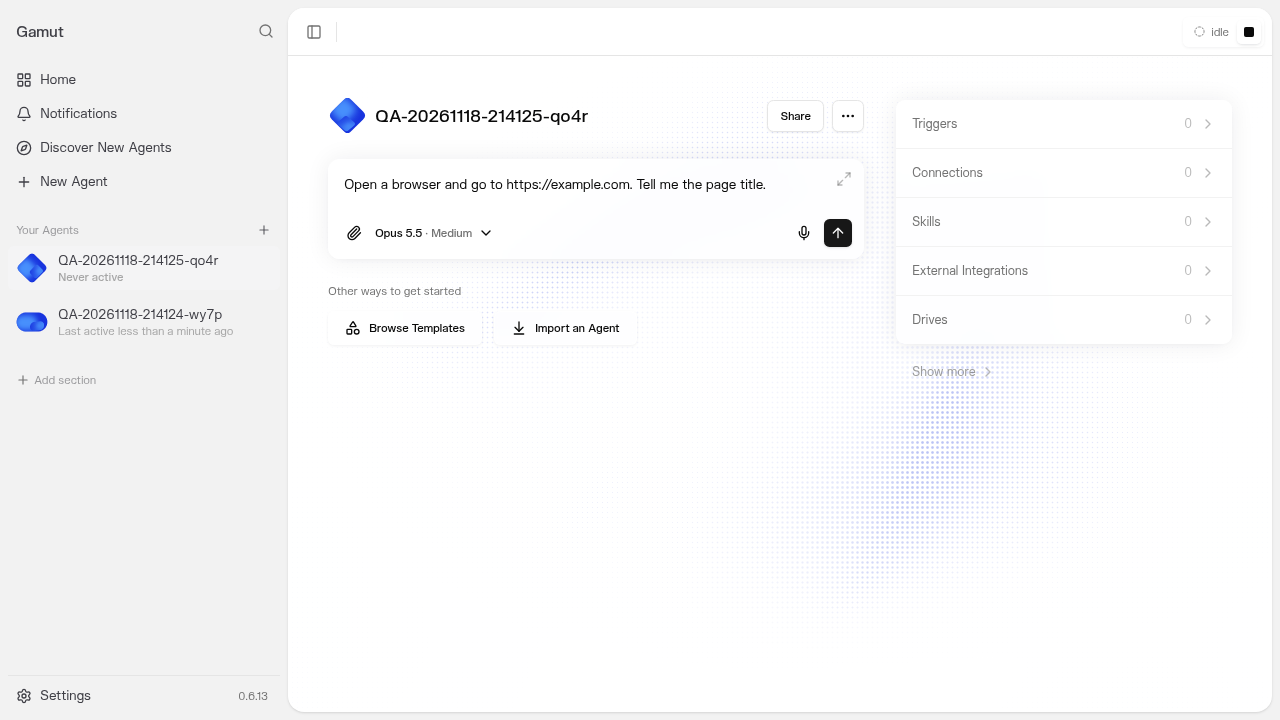 Gamut
Home
Notifications
Discover New Agents
New Agent
Your Agents
QA-20261118-214125-qo4r
Never active
QA-20261118-214124-wy7p
Last active less than a minute ago
Add section
Settings
0.6.13
idle
QA-20261118-214125-qo4r
Share
Open a browser and go to https://example.com. Tell me the page title.
Opus 5.5 · Medium
Other ways to get started
Browse Templates
Import an Agent
Triggers 0
Connections 0
Skills 0
External Integrations 0
Drives 0
Show more